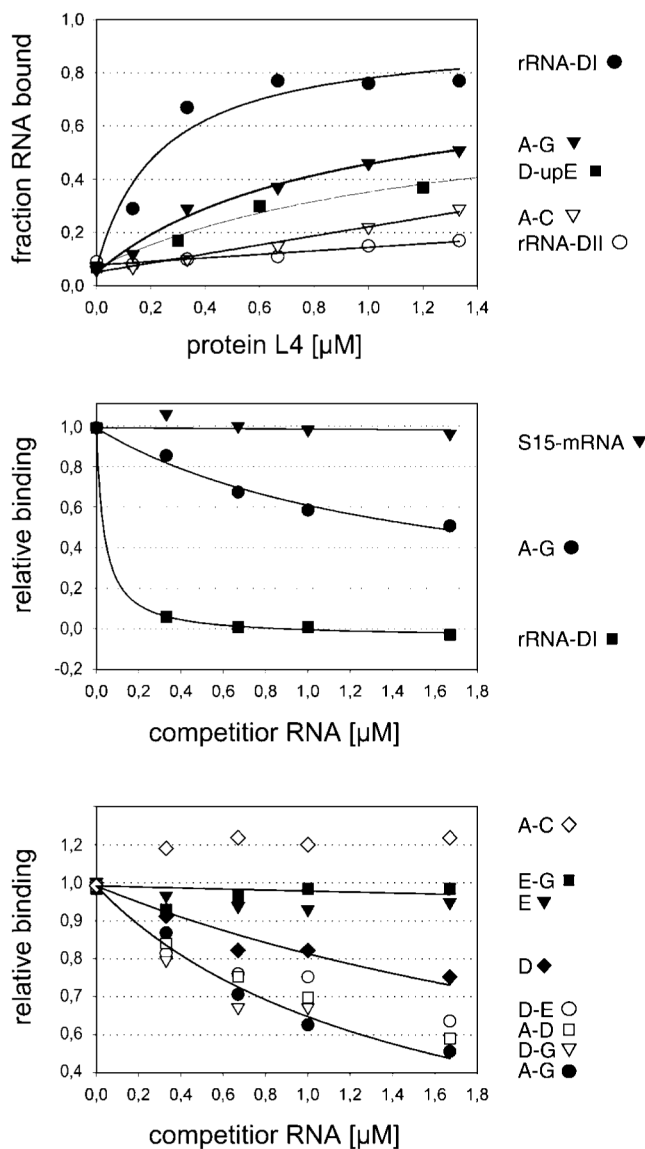 fraction RNA bound
1,0
0,8
0,6
0,4
0,2
0,0
0,0 0,2 0,4 0,6 0,8 1,0 1,2 1,4
protein L4 [µM]
rRNA-DI
A-G
D-upE
A-C
rRNA-DII
relative binding
1,0
0,8
0,6
0,4
0,2
0,0
-0,2
0,0 0,2 0,4 0,6 0,8 1,0 1,2 1,4 1,6 1,8
competitior RNA [µM]
S15-mRNA
A-G
rRNA-DI
relative binding
1,2
1,0
0,9
0,8
0,7
0,6
0,4
0,0 0,2 0,4 0,6 0,8 1,0 1,2 1,4 1,6 1,8
competitior RNA [µM]
A-C
E-G
E
D
D-E
A-D
D-G
A-G